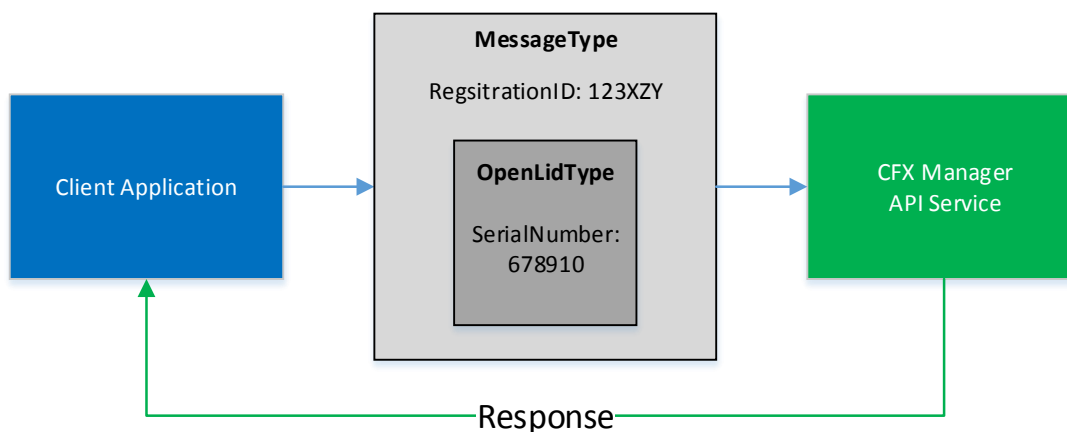 MessageType
RegsitrationID: 123XZY
OpenLidType
SerialNumber:
678910
Client Application
CFX Manager
API Service
Response